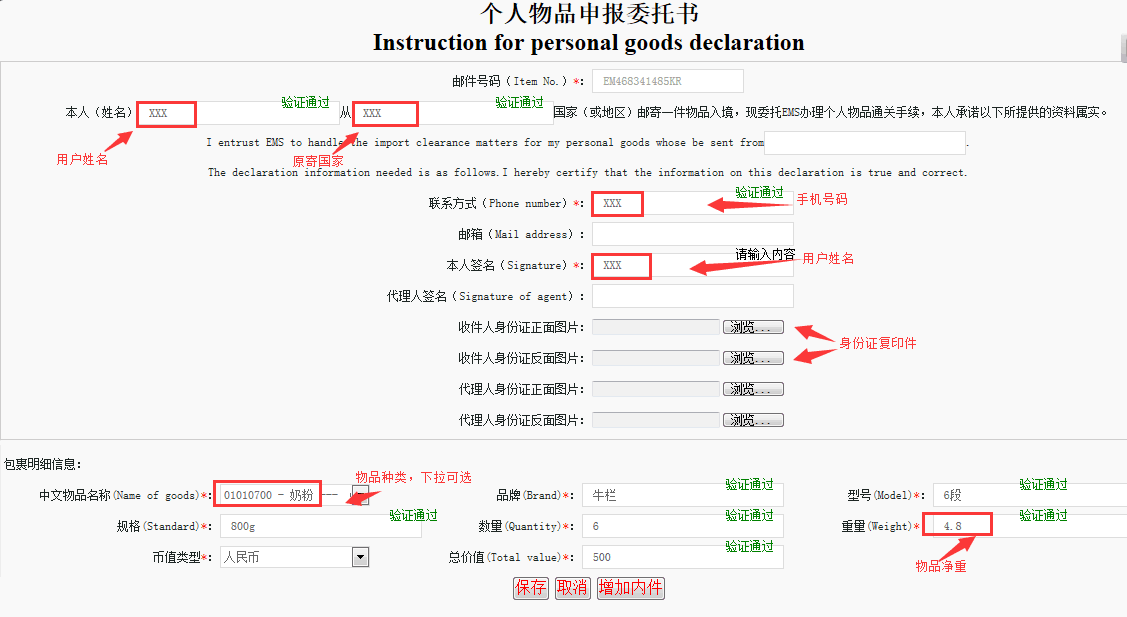 个人物品申报委托书
Instruction for personal goods declaration
邮件号码（Item No.）*: EM468341485KR
本人（姓名） XXX 验证通过 从 XXX 验证通过 国家（或地区）邮寄一件物品入境，现委托EMS办理个人物品通关手续，本人承诺以下所提供的资料属实。
用户姓名 原寄国家
I entrust EMS to handle the import clearance matters for my personal goods whose be sent from .
The declaration information needed is as follows.I hereby certify that the information on this declaration is true and correct.
联系方式（Phone number）*: XXX 验证通过 手机号码
邮箱（Mail address）:
本人签名（Signature）*: XXX 请输入内容 用户姓名
代理人签名（Signature of agent）:
收件人身份证正面图片: 浏览...
身份证复印件
收件人身份证反面图片: 浏览...
代理人身份证正面图片: 浏览...
代理人身份证反面图片: 浏览...
包裹明细信息:
物品种类，下拉可选
中文物品名称(Name of goods)*: 01010700 - 奶粉 --- 品牌(Brand)*: 牛栏 验证通过 型号(Model)*: 6段 验证通过
规格(Standard)*: 800g 验证通过 数量(Quantity)*: 6 验证通过 重量(Weight)* 4.8 验证通过
币值类型*: 人民币 总价值(Total value)*: 500 验证通过 物品净重
保存 取消 增加内件